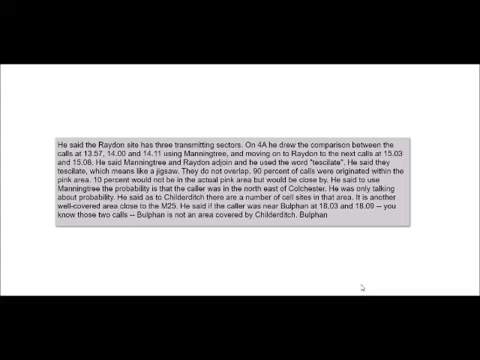 He said the Raydon site has three transmitting sectors. On 4A he drew the comparison between the
calls at 13.57, 14.00 and 14.11 using Manningtree, and moving on to Raydon to the next calls at 15.03
and 15.08. He said Manningtree and Raydon adjoin and he used the word "tescilate". He said they
tescilate, which means like a jigsaw. They do not overlap. 90 percent of calls were originated within the
pink area. 10 percent would not be in the actual pink area but would be close by. He said to use
Manningtree the probability is that the caller was in the north east of Colchester. He was only talking
about probability. He said as to Childerditch there are a number of cell sites in that area. It is another
well-covered area close to the M25. He said if the caller was near Bulphan at 18.03 and 18.09 -- you
know those two calls -- Bulphan is not an area covered by Childerditch. Bulphan